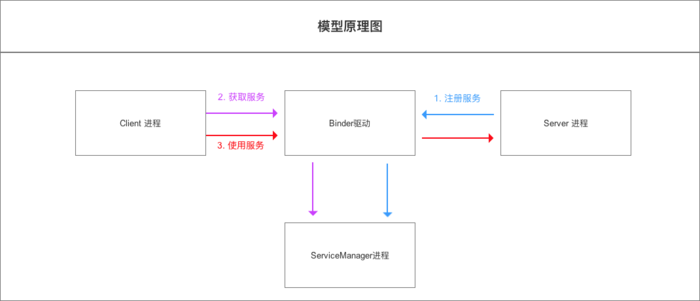 模型原理图
2. 获取服务
1. 注册服务
Client 进程
Binder驱动
Server 进程
3. 使用服务
ServiceManager进程